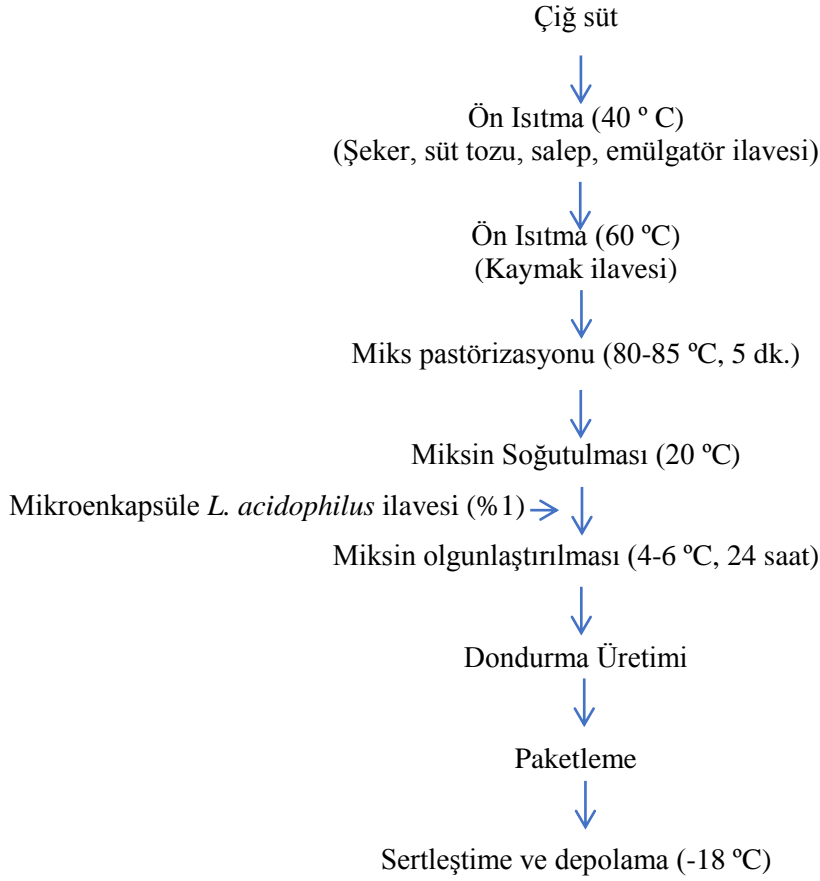 Çiğ süt
Ön Isıtma (40 º C)
(Şeker, süt tozu, salep, emülgatör ilavesi)
Ön Isıtma (60 ºC)
(Kaymak ilavesi)
Miks pastörizasyonu (80-85 ºC, 5 dk.)
Miksin Soğutulması (20 ºC)
Mikroenkapsüle L. acidophilus ilavesi (%1)
Miksin olgunlaştırılması (4-6 ºC, 24 saat)
Dondurma Üretimi
Paketleme
Sertleştime ve depolama (-18 ºC)